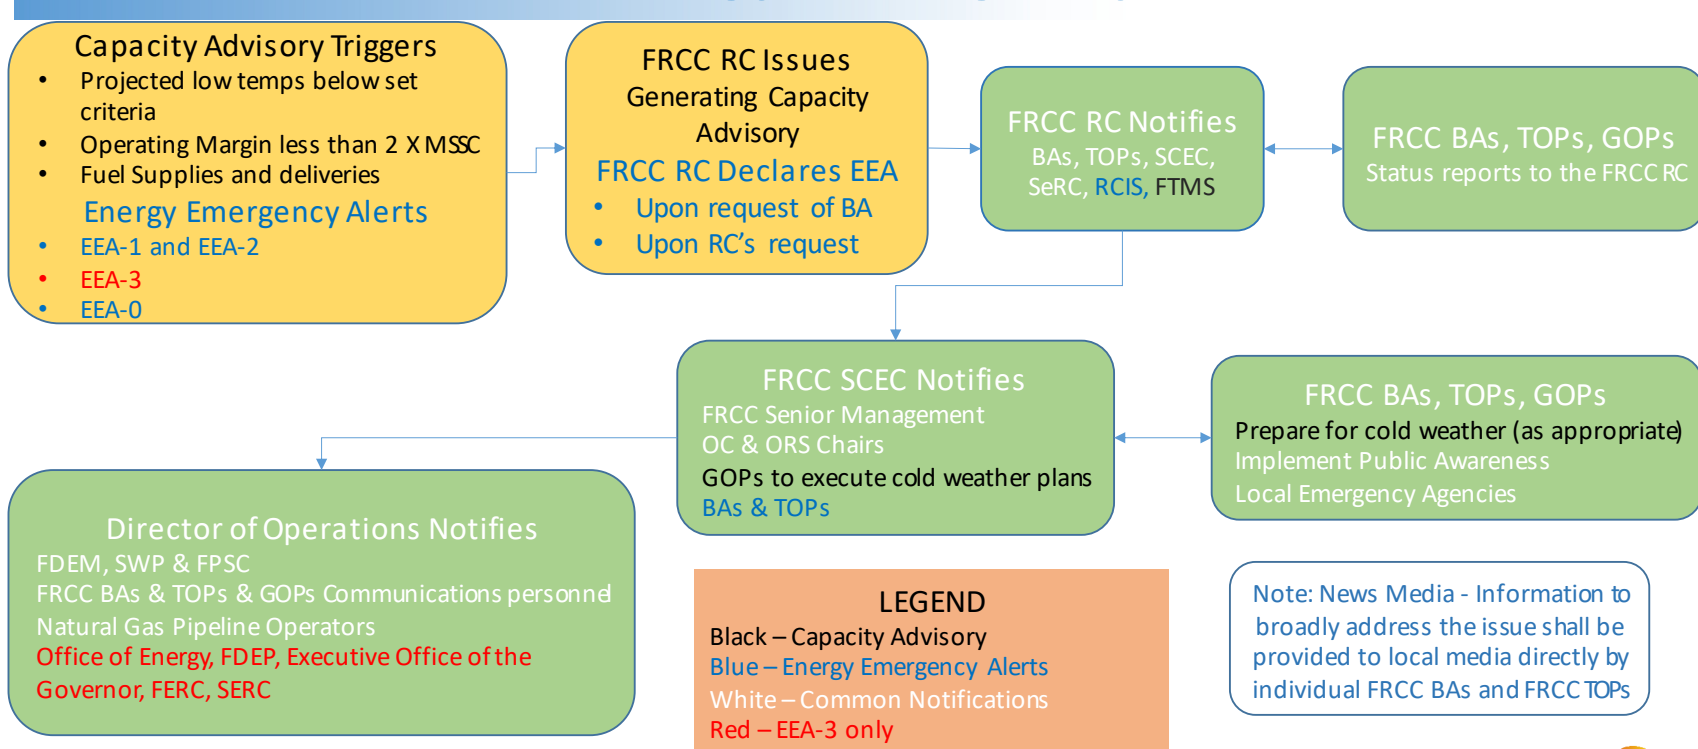 Capacity Advisory Triggers
• Projected low temps below set
criteria
• Operating Margin less than 2 X MSSC
• Fuel Supplies and deliveries
Energy Emergency Alerts
• EEA-1 and EEA-2
• EEA-3
• EEA-0
FRCC RC Issues
Generating Capacity
Advisory
FRCC RC Declares EEA
• Upon request of BA
• Upon RC's request
FRCC RC Notifies
BAs, TOPs, SCEC,
SeRC, RCIS, FTMS
FRCC BAs, TOPs, GOPs
Status reports to the FRCC RC
FRCC SCEC Notifies
FRCC Senior Management
OC & ORS Chairs
GOPs to execute cold weather plans
BAs & TOPs
FRCC BAs, TOPs, GOPs
Prepare for cold weather (as appropriate)
Implement Public Awareness
Local Emergency Agencies
Director of Operations Notifies
FDEM, SWP & FPSC
FRCC BAs & TOPs & GOPs Communications personnel
Natural Gas Pipeline Operators
Office of Energy, FDEP, Executive Office of the
Governor, FERC, SERC
LEGEND
Black – Capacity Advisory
Blue – Energy Emergency Alerts
White – Common Notifications
Red – EEA-3 only
Note: News Media - Information to
broadly address the issue shall be
provided to local media directly by
individual FRCC BAs and FRCC TOPs